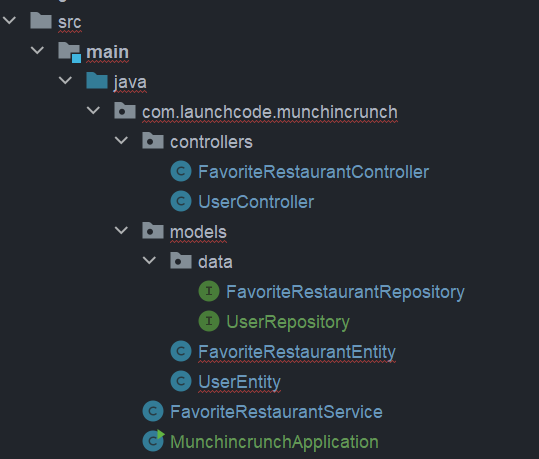 src
main
java
com.launchcode.munchincrunch
controllers
C FavoriteRestaurantController
C UserController
models
data
I FavoriteRestaurantRepository
I UserRepository
C FavoriteRestaurantEntity
C UserEntity
C FavoriteRestaurantService
C MunchincrunchApplication